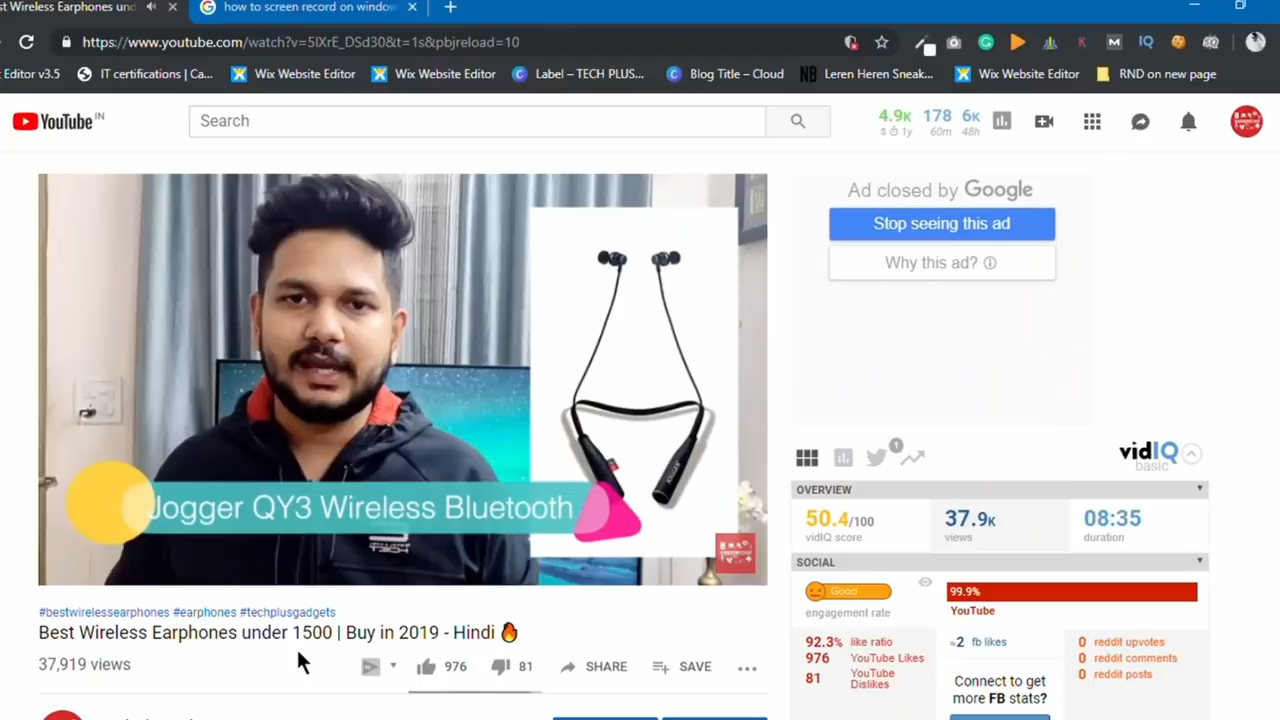 st Wireless Earphones und
how to screen record on window
https://www.youtube.com/watch?v=5lXrE_DSd30&t=1s&pbjreload=10
Editor v3.5
IT certifications | Ca...
Wix Website Editor
Wix Website Editor
Label – TECH PLUS...
Blog Title – Cloud
NB
Leren Heren Sneak...
Wix Website Editor
RND on new page
YouTube IN
Search
4.9K 178 6K
1y 60m 48h
Ad closed by Google
Stop seeing this ad
Why this ad?
JOGGER
Jogger QY3 Wireless Bluetooth
#bestwirelessearphones #earphones #techplusgadgets
Best Wireless Earphones under 1500 | Buy in 2019 - Hindi
37,919 views
976
81
SHARE
SAVE
1
vidIQ
basic
OVERVIEW
50.4/100
vidIQ score
37.9K
views
08:35
duration
SOCIAL
Good
engagement rate
99.9%
YouTube
92.3% like ratio
976 YouTube Likes
81 YouTube Dislikes
≈2 fb likes
Connect to get
more FB stats?
0 reddit upvotes
0 reddit comments
0 reddit posts